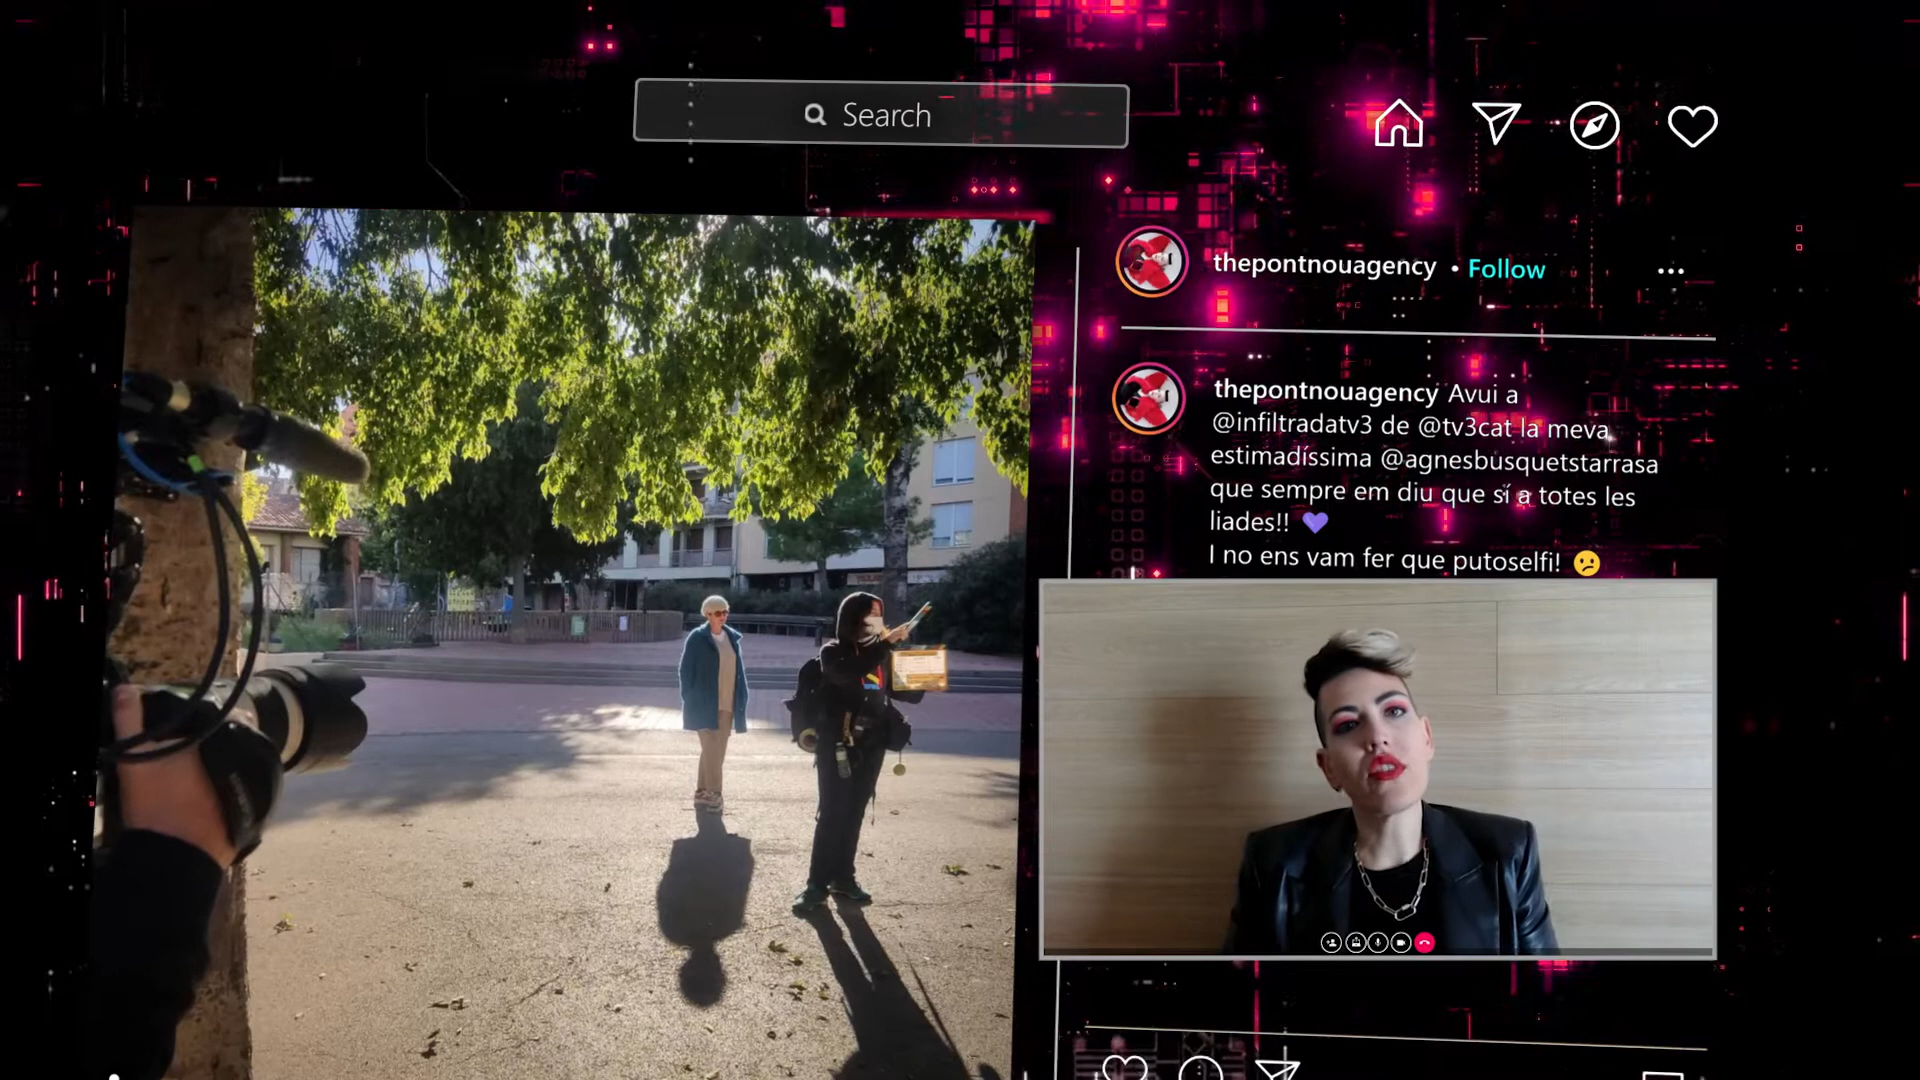 Search
thepontnouagency • Follow
thepontnouagency Avui a
@infiltradatv3 de @tv3cat la meva
estimadíssima @agnesbusquetstarrasa
que sempre em diu que sí a totes les
liades!! 💜
I no ens vam fer que putoselfi! 😕